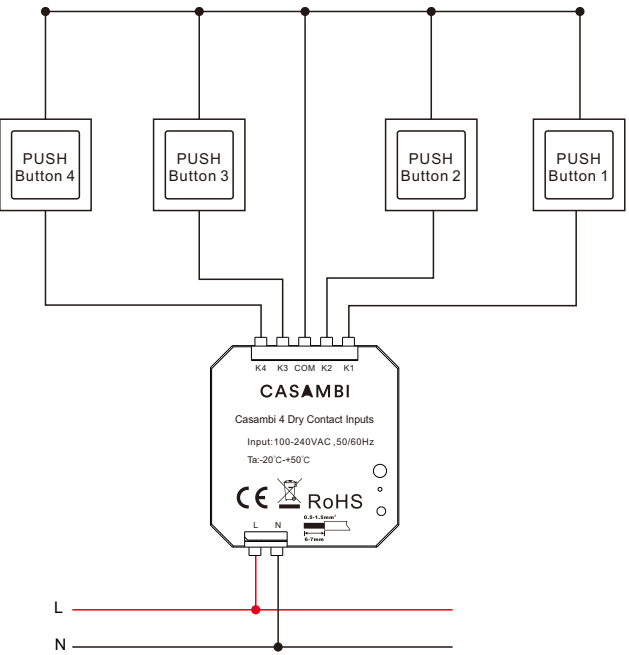 PUSH
Button 4
PUSH
Button 3
PUSH
Button 2
PUSH
Button 1
K4 K3 COM K2 K1
CASAMBI
Casambi 4 Dry Contact Inputs
Input:100-240VAC ,50/60Hz
Ta:-20℃-+50℃
CE RoHS
L N
0.5-1.5mm²
6-7mm
L
N